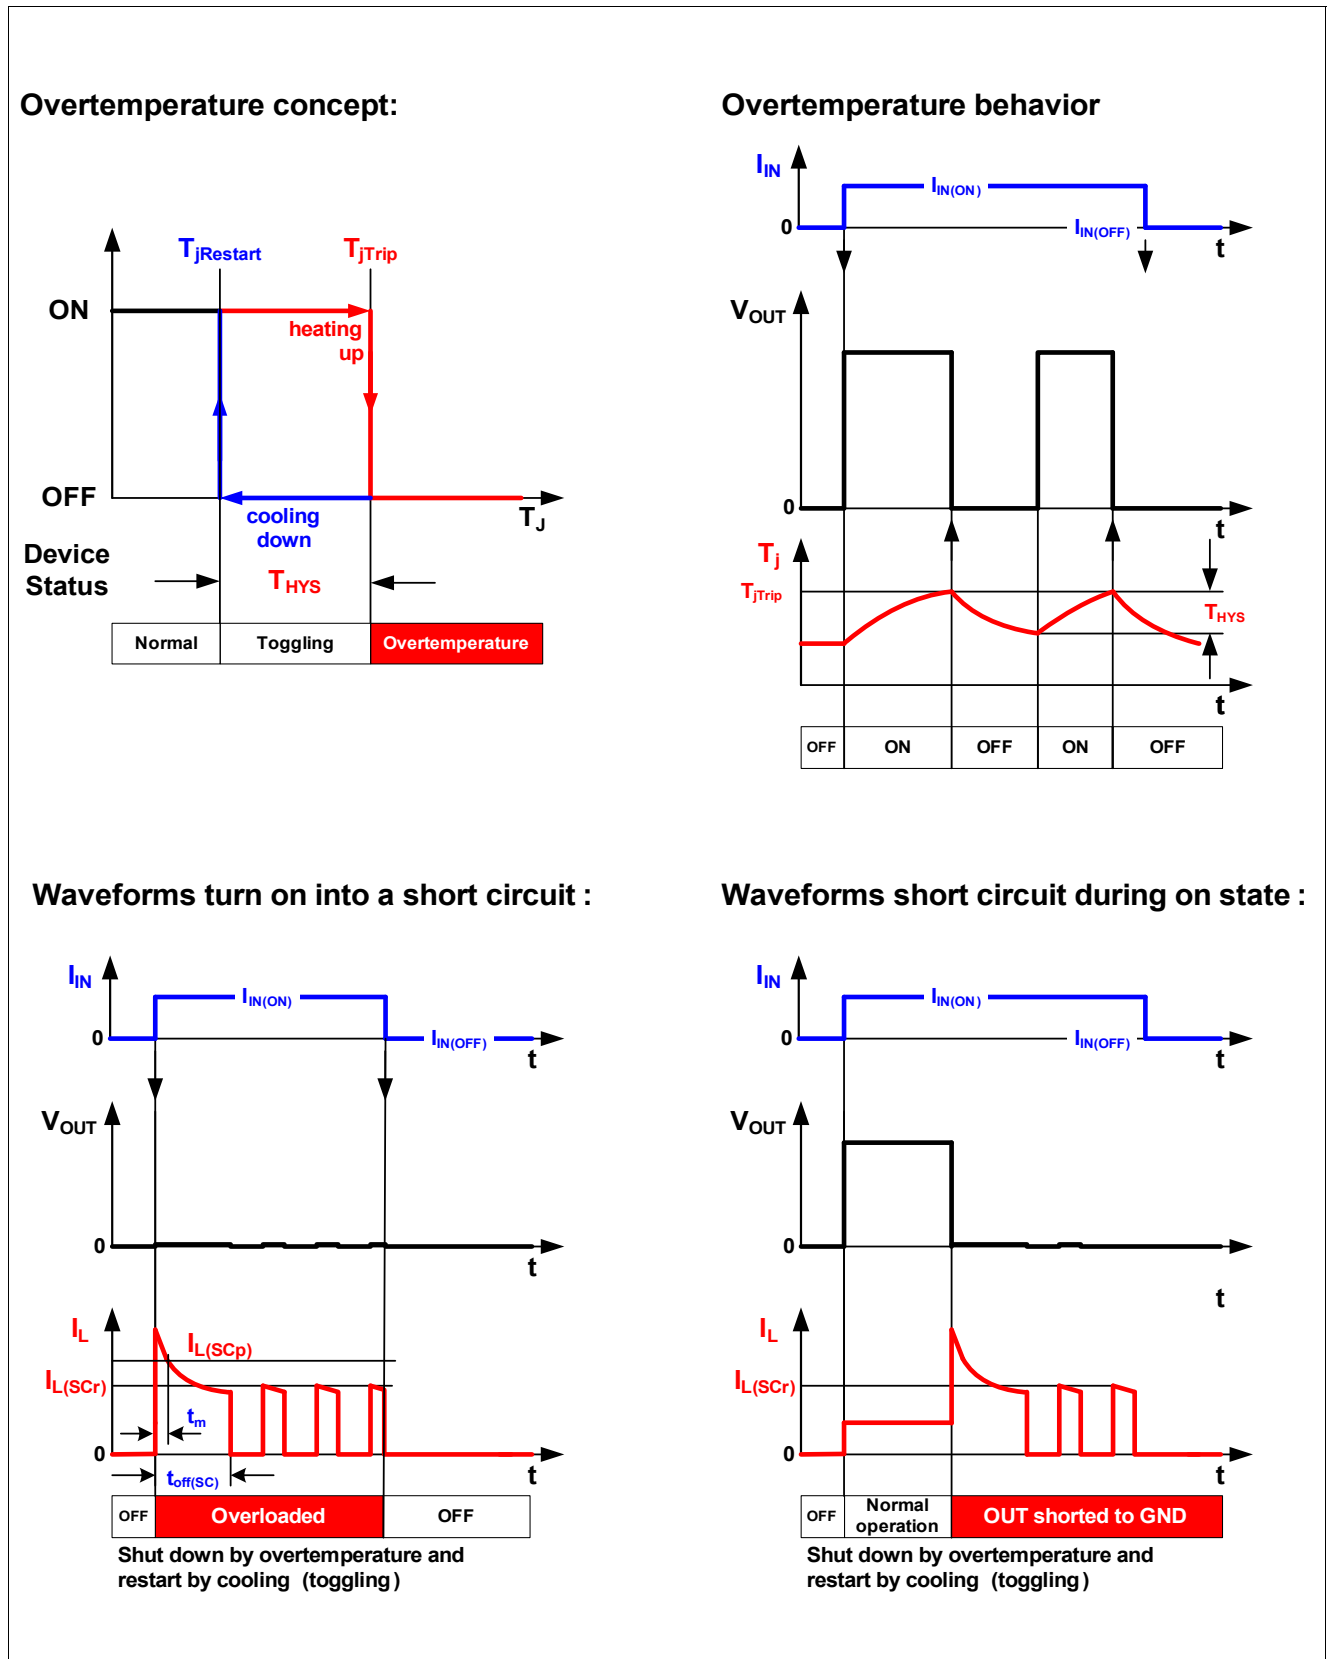 Overtemperature concept:
TjRestart
TjTrip
ON
heating
up
OFF
cooling
down
TJ
Device
Status
THYS
Normal
Toggling
Overtemperature
Overtemperature behavior
IIN
IIN(ON)
0
IIN(OFF)
t
VOUT
0
t
Tj
TjTrip
THYS
t
OFF
ON
OFF
ON
OFF
Waveforms turn on into a short circuit :
IIN
IIN(ON)
0
IIN(OFF)
t
VOUT
0
t
IL
IL(SCp)
IL(SCr)
tm
0
toff(SC)
t
OFF
Overloaded
OFF
Shut down by overtemperature and
restart by cooling (toggling)
Waveforms short circuit during on state :
IIN
IIN(ON)
0
IIN(OFF)
t
VOUT
0
t
IL
IL(SCr)
0
t
OFF
Normal
operation
OUT shorted to GND
Shut down by overtemperature and
restart by cooling (toggling)